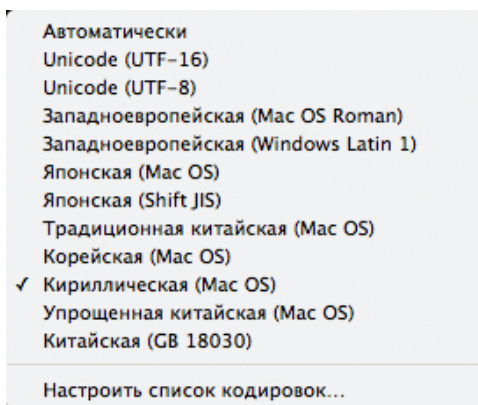 Автоматически
Unicode (UTF-16)
Unicode (UTF-8)
Западноевропейская (Mac OS Roman)
Западноевропейская (Windows Latin 1)
Японская (Mac OS)
Японская (Shift JIS)
Традиционная китайская (Mac OS)
Корейская (Mac OS)
✓ Кириллическая (Mac OS)
Упрощенная китайская (Mac OS)
Китайская (GB 18030)
Настроить список кодировок...